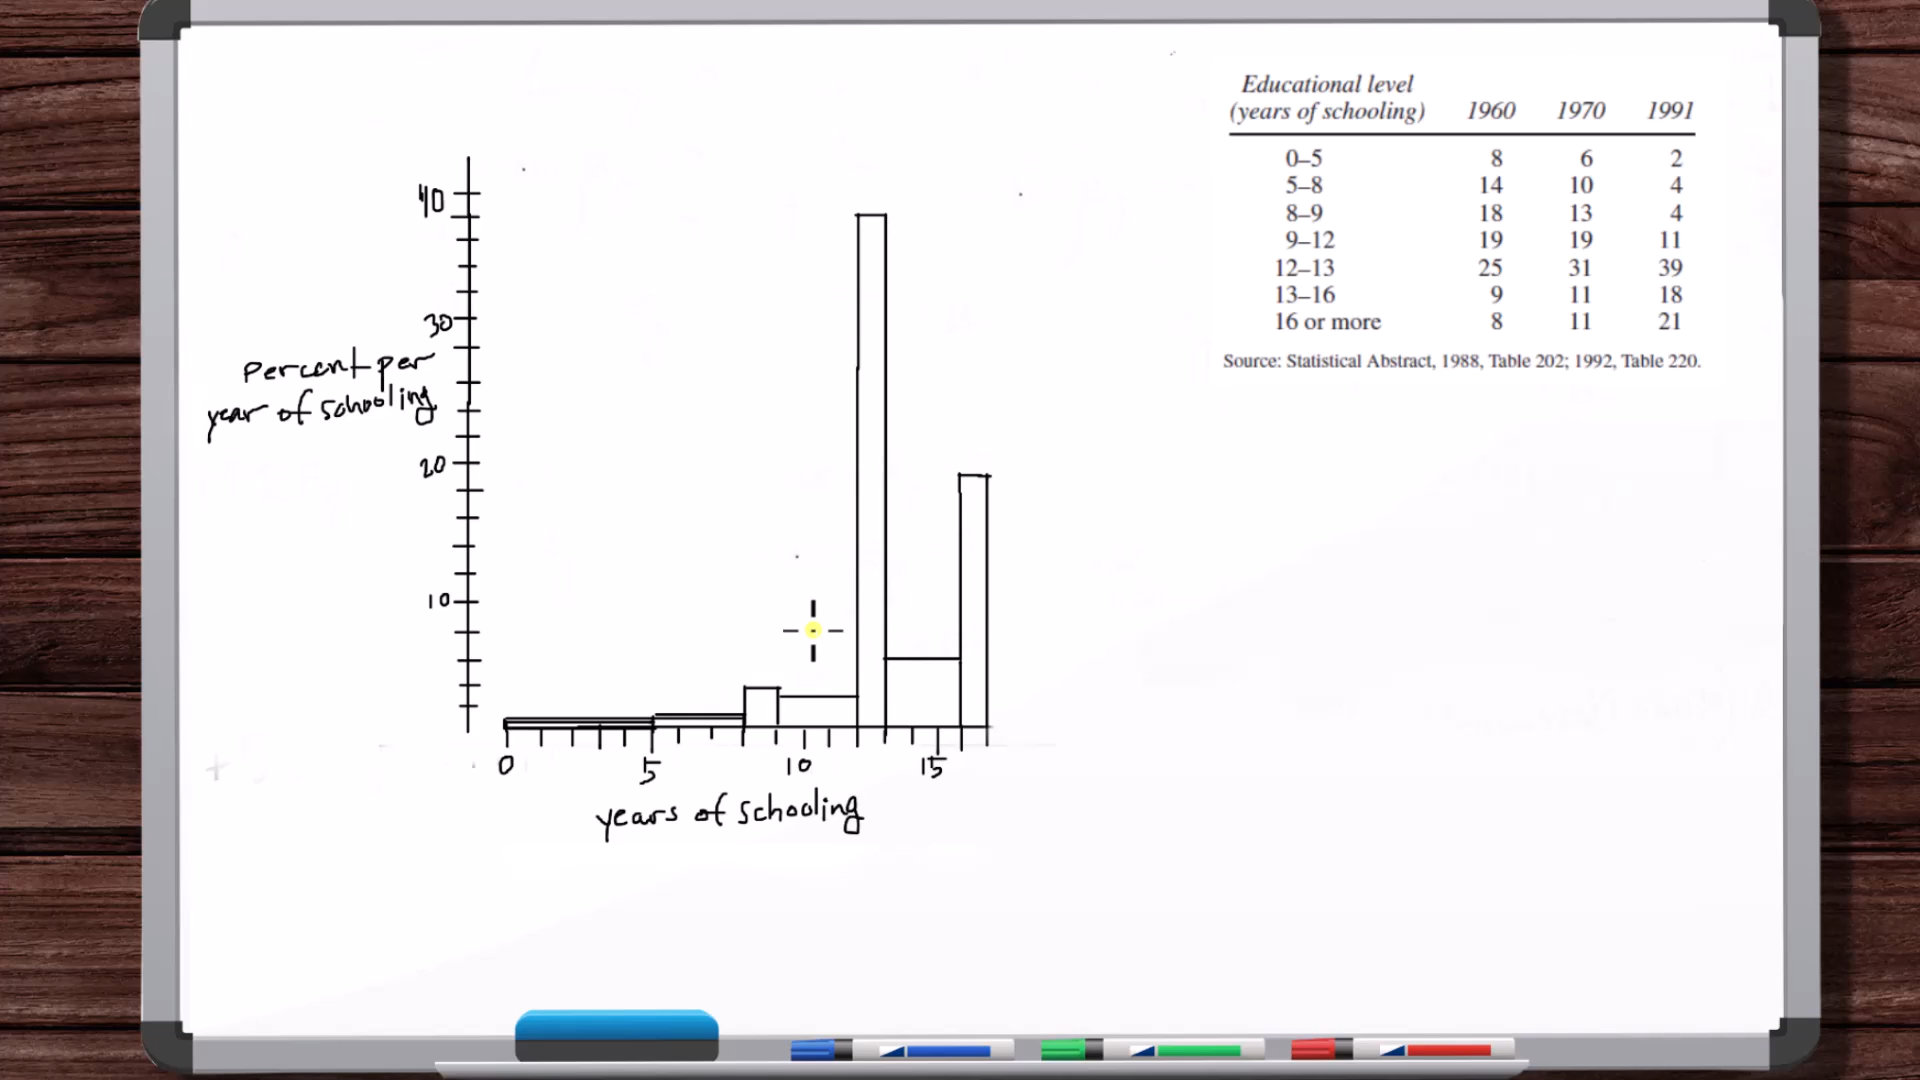 Educational level
(years of schooling) 1960 1970 1991
0–5 8 6 2
5–8 14 10 4
8–9 18 13 4
9–12 19 19 11
12–13 25 31 39
13–16 9 11 18
16 or more 8 11 21
Source: Statistical Abstract, 1988, Table 202; 1992, Table 220.
40
30
percent per
year of schooling
20
10
0 5 10 15
years of schooling